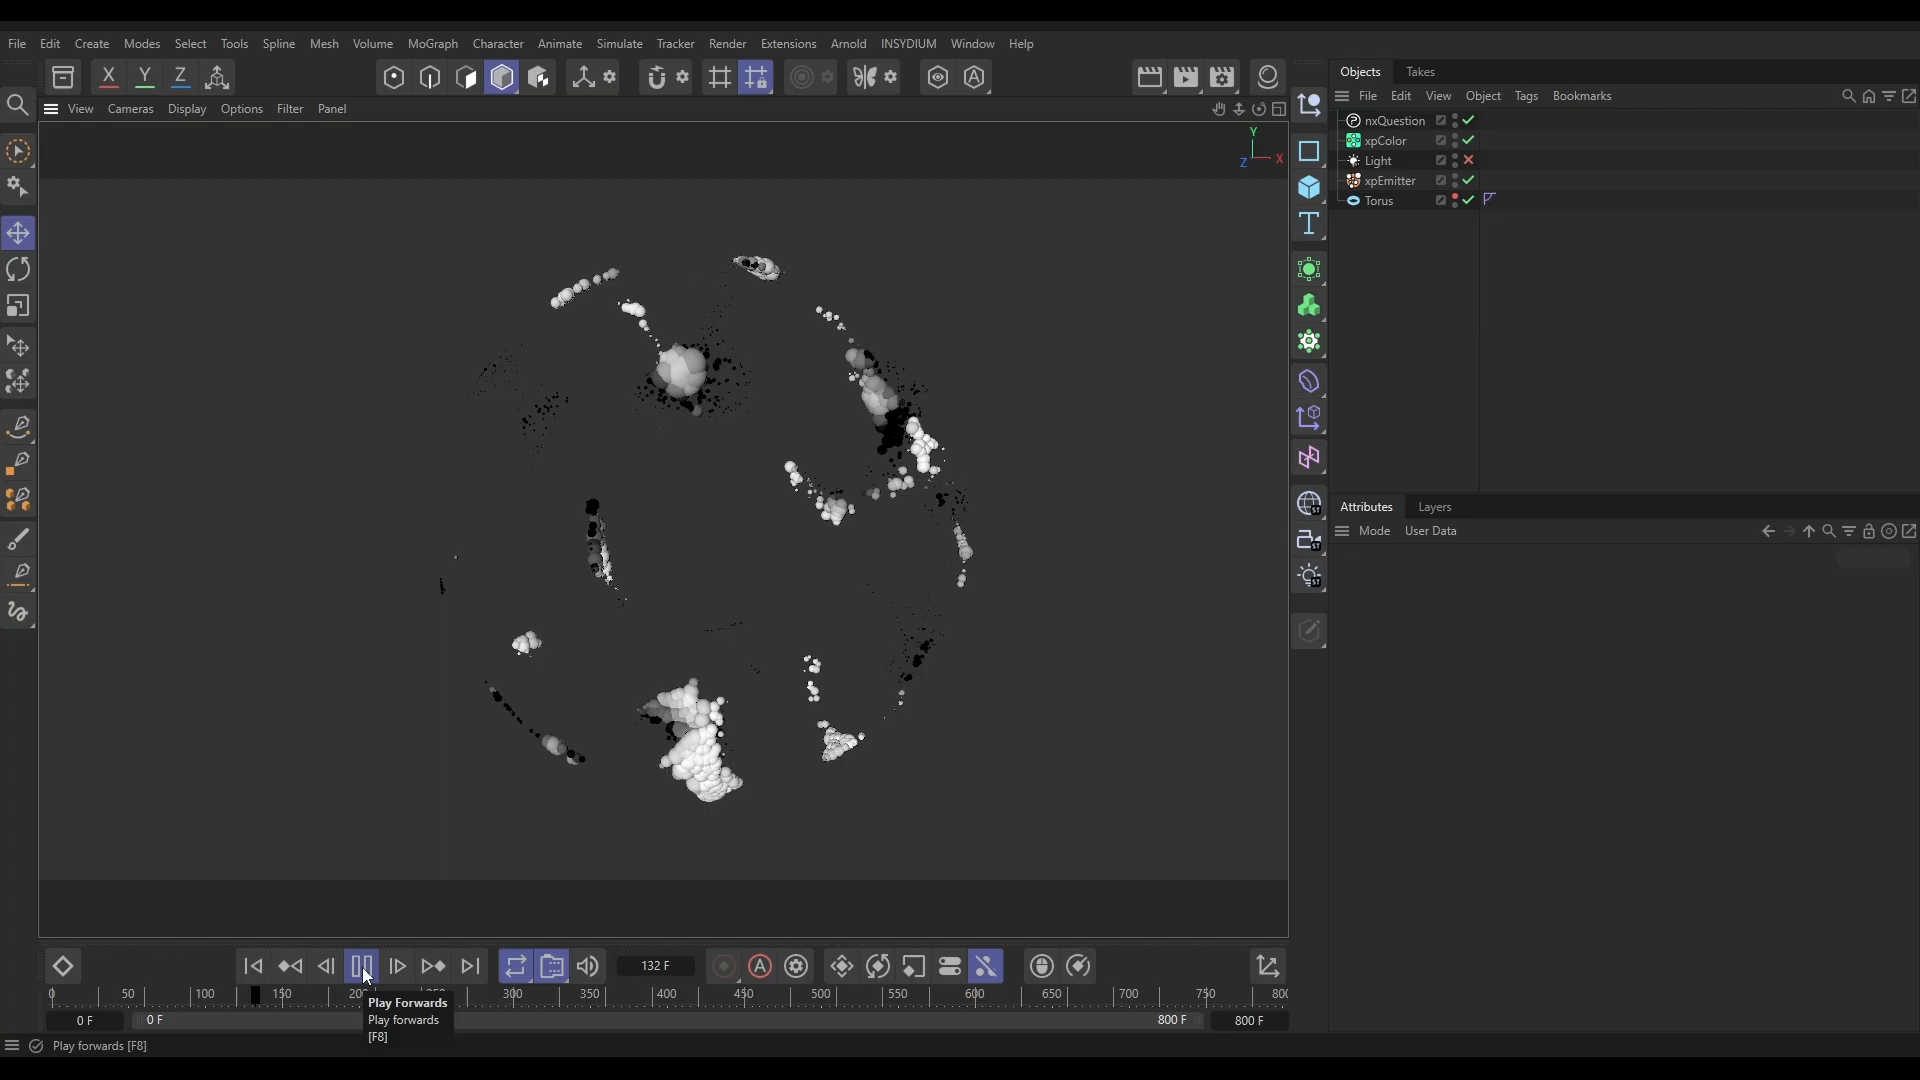 File Edit Create Modes Select Tools Spline Mesh Volume MoGraph Character Animate Simulate Tracker Render Extensions Arnold INSYDIUM Window Help
X Y Z
View Cameras Display Options Filter Panel
Y
Z X
Objects Takes
File Edit View Object Tags Bookmarks
nxQuestion
xpColor
Light
xpEmitter
Torus
Attributes Layers
Mode User Data
132 F
0 50 100 150 200 250 300 350 400 450 500 550 600 650 700 750 800
Play Forwards
Play forwards
[F8]
0 F 0 F 800 F 800 F
Play forwards [F8]